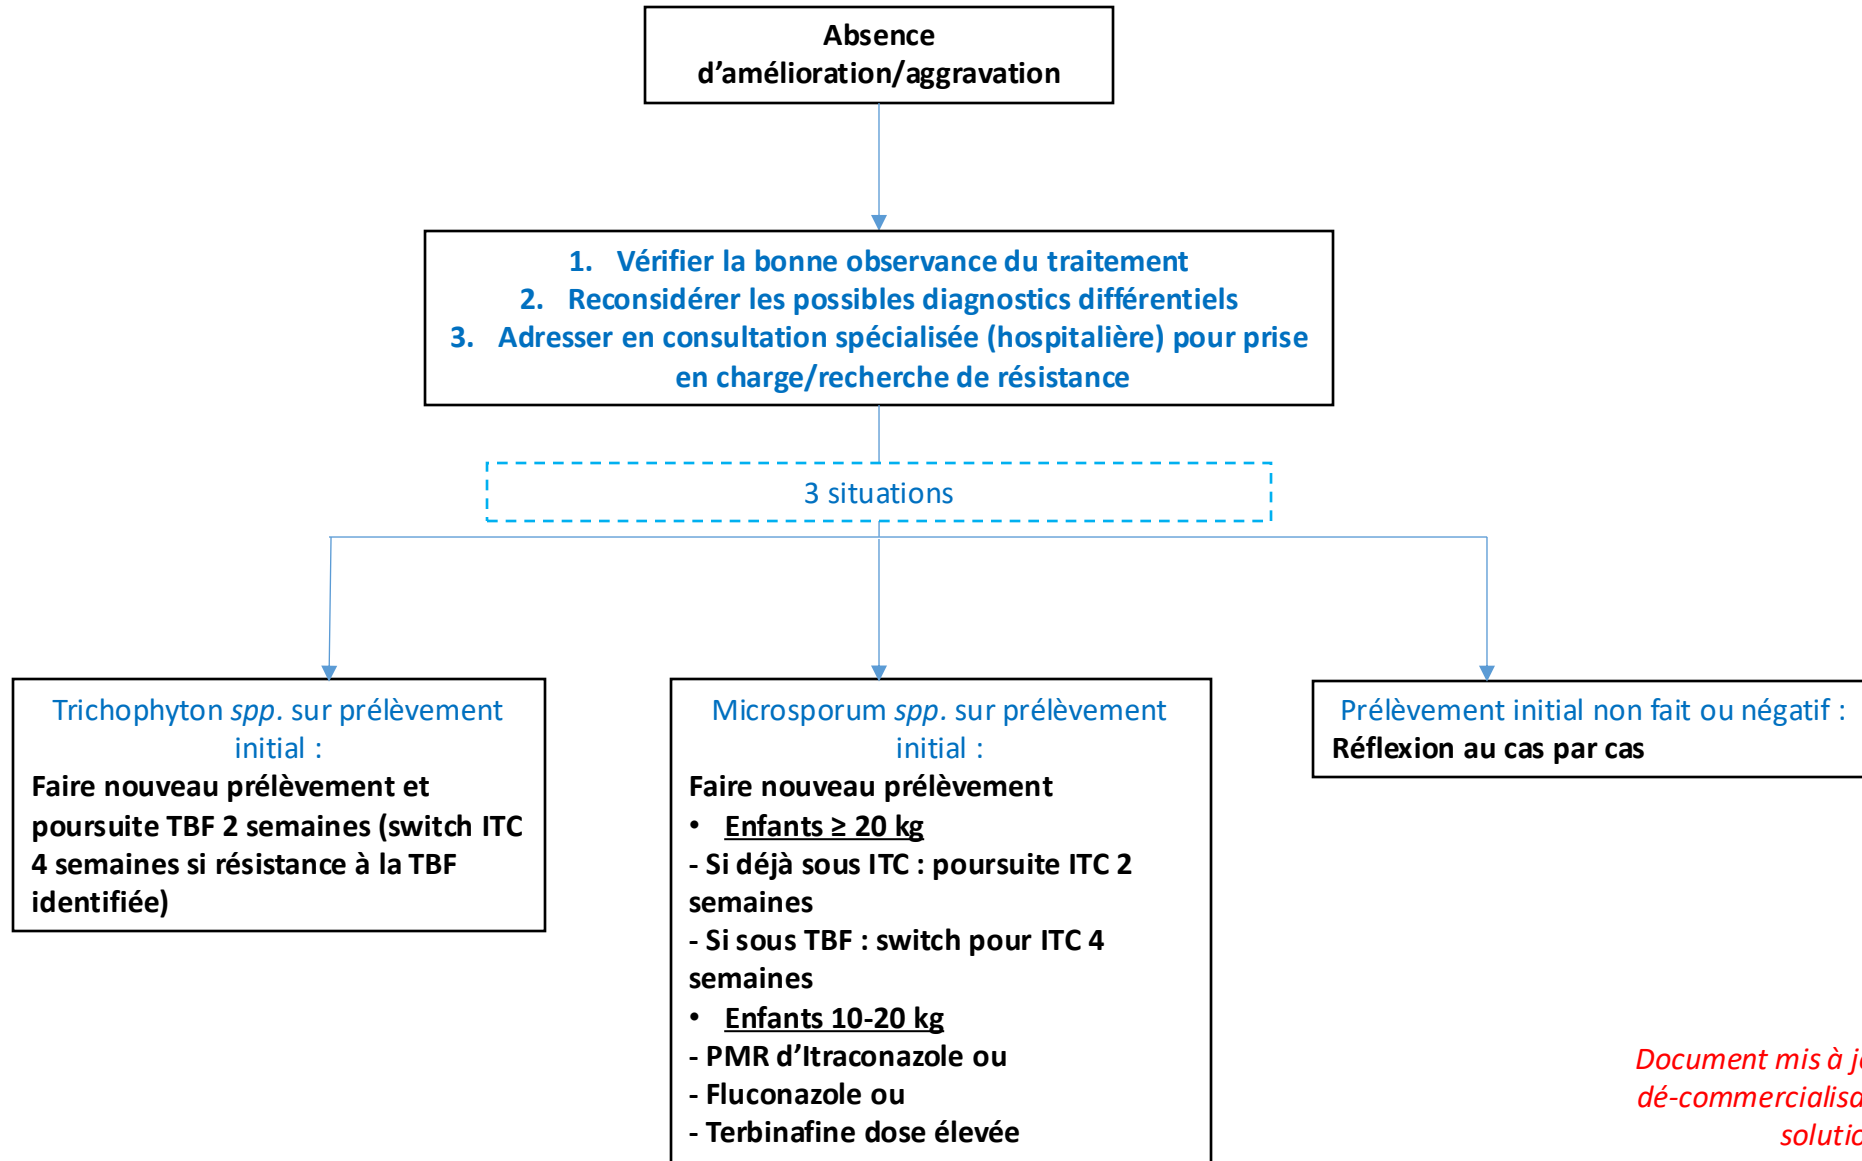 Absence
d’amélioration/aggravation
1. Vérifier la bonne observance du traitement
2. Reconsidérer les possibles diagnostics différentiels
3. Adresser en consultation spécialisée (hospitalière) pour prise
en charge/recherche de résistance
3 situations
Trichophyton spp. sur prélèvement
initial :
Faire nouveau prélèvement et
poursuite TBF 2 semaines (switch ITC
4 semaines si résistance à la TBF
identifiée)
Microsporum spp. sur prélèvement
initial :
Faire nouveau prélèvement
• Enfants ≥ 20 kg
- Si déjà sous ITC : poursuite ITC 2
semaines
- Si sous TBF : switch pour ITC 4
semaines
• Enfants 10-20 kg
- PMR d’Itraconazole ou
- Fluconazole ou
- Terbinafine dose élevée
Prélèvement initial non fait ou négatif :
Réflexion au cas par cas
Document mis à